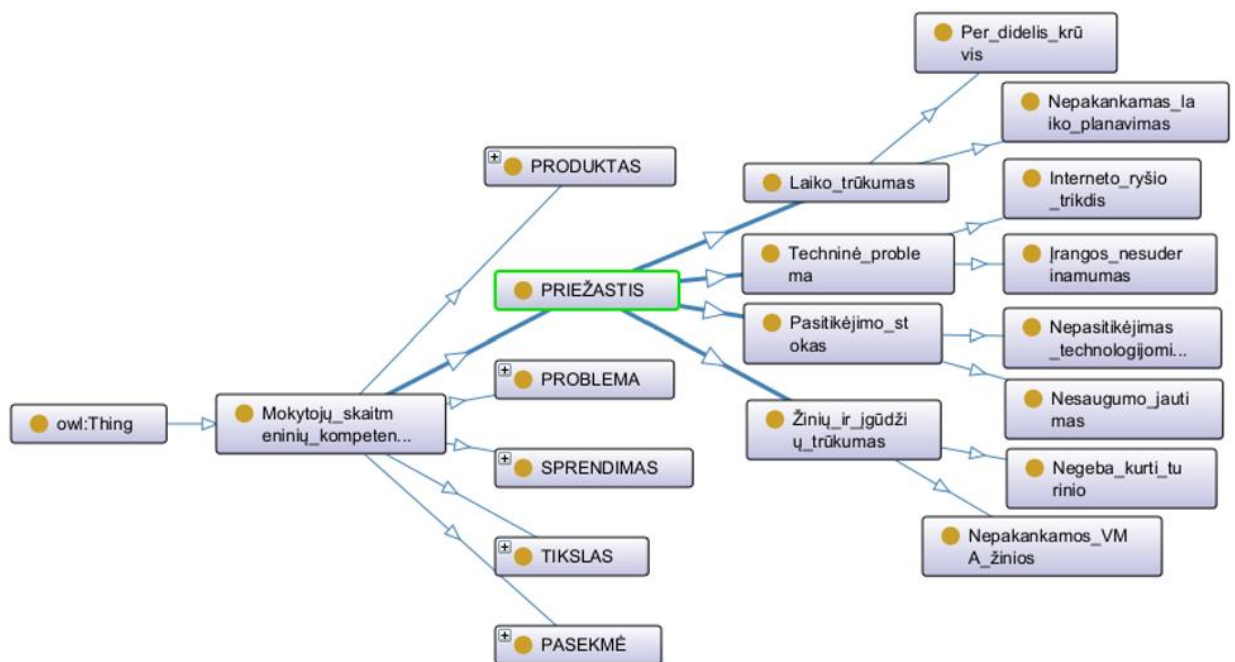 owl:Thing
Mokytojų_skaitm
eninių_kompeten...
PRODUKTAS
PRIEŽASTIS
PROBLEMA
SPRENDIMAS
TIKSLAS
PASEKMĖ
Laiko_trūkumas
Techninė_proble
ma
Pasitikėjimo_st
okas
Žinių_ir_įgūdži
ų_trūkumas
Per_didelis_krū
vis
Nepakankamas_la
iko_planavimas
Interneto_ryšio
_trikdis
Įrangos_nesuder
inamumas
Nepasitikėjimas
_technologijomi...
Nesaugumo_jauti
mas
Negeba_kurti_tu
rinio
Nepakankamos_VM
A_žinios